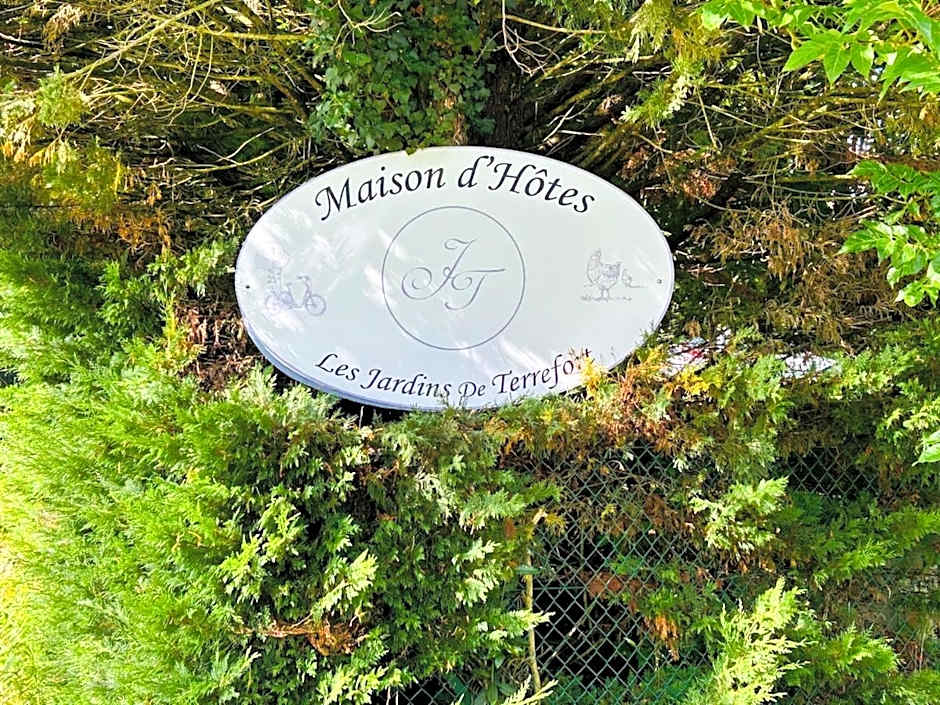 Maison d'Hôtes
JT
Les Jardins De Terrefort